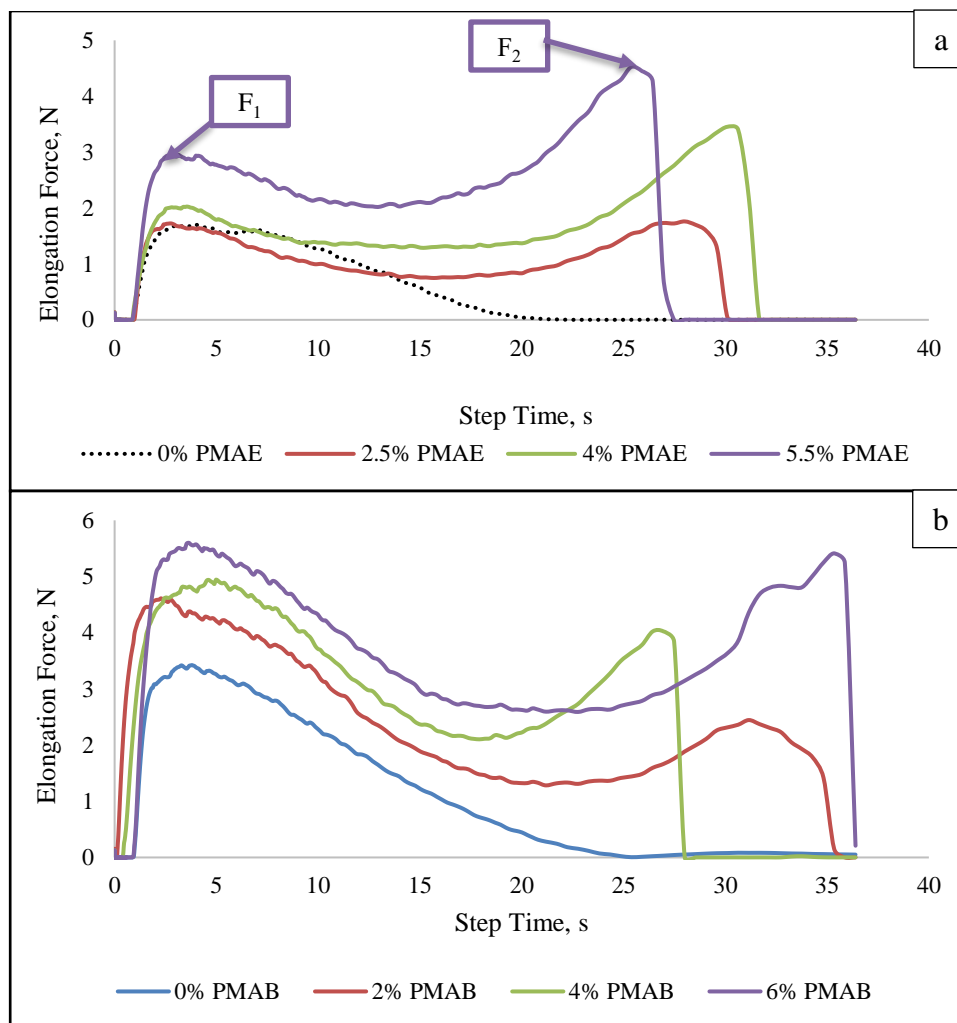 a
5
F2
4
F1
3
2
1
0
Elongation Force, N
0 5 10 15 20 25 30 35 40
Step Time, s
0% PMAE 2.5% PMAE 4% PMAE 5.5% PMAE
b
6
5
4
3
2
1
0
Elongation Force, N
0 5 10 15 20 25 30 35 40
Step Time, s
0% PMAB 2% PMAB 4% PMAB 6% PMAB